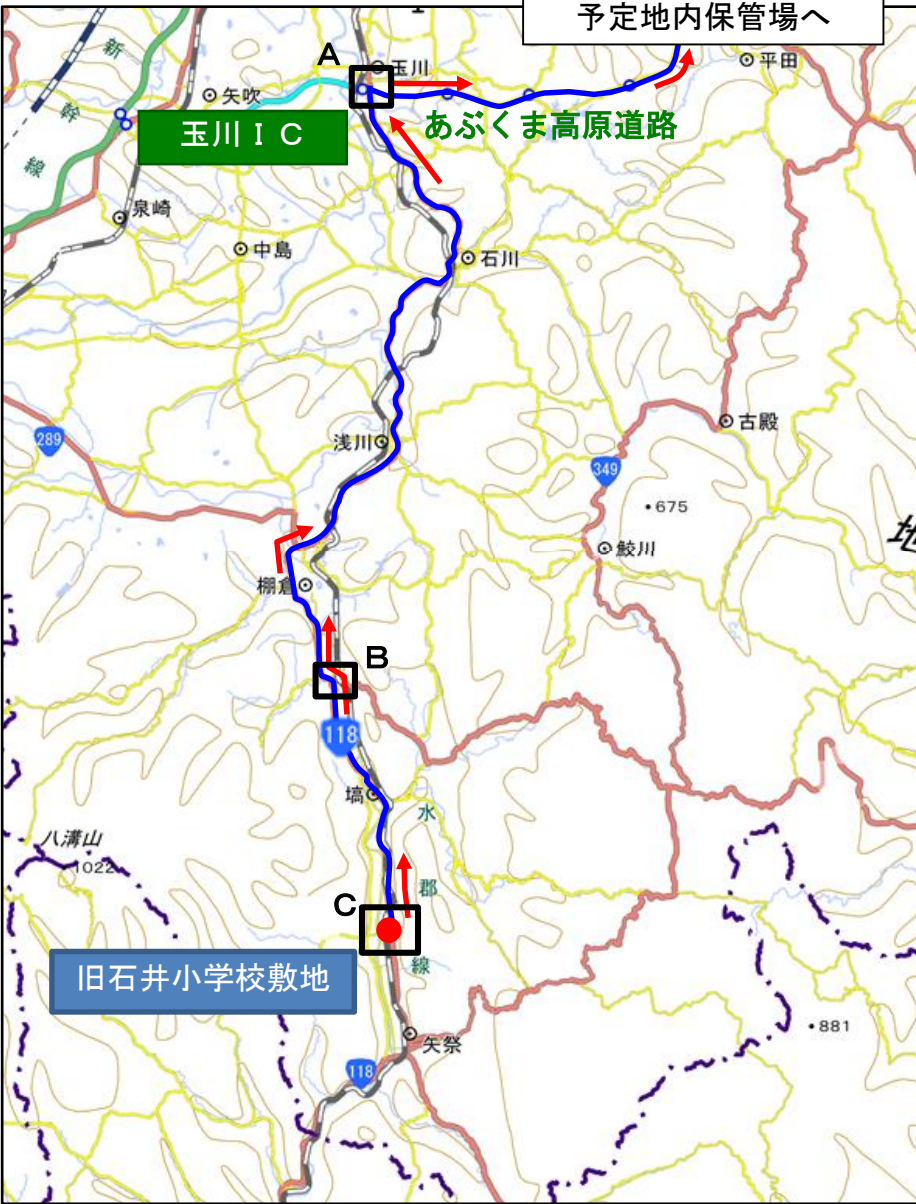 予定地内保管場へ
A
玉川
平田
新
幹
線
矢吹
玉川IC
あぶくま高原道路
泉崎
中島
石川
289
浅川
古殿
349
・675
地
鮫川
棚倉
B
118
塙
水
郡
線
八溝山
1022
C
旧石井小学校敷地
矢祭
・881
118